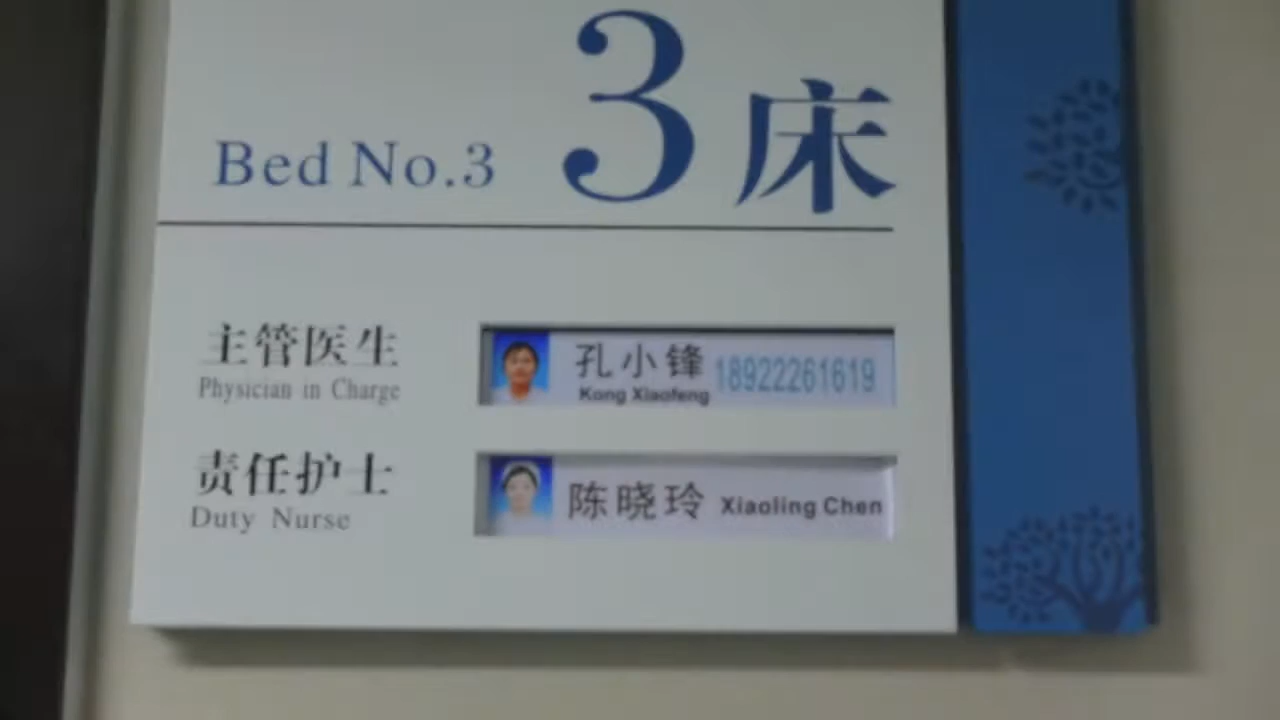 Bed No.3 3床
主管医生
Physician in Charge
孔小锋 18922261619
Kong Xiaofeng
责任护士
Duty Nurse
陈晓玲 Xiaoling Chen